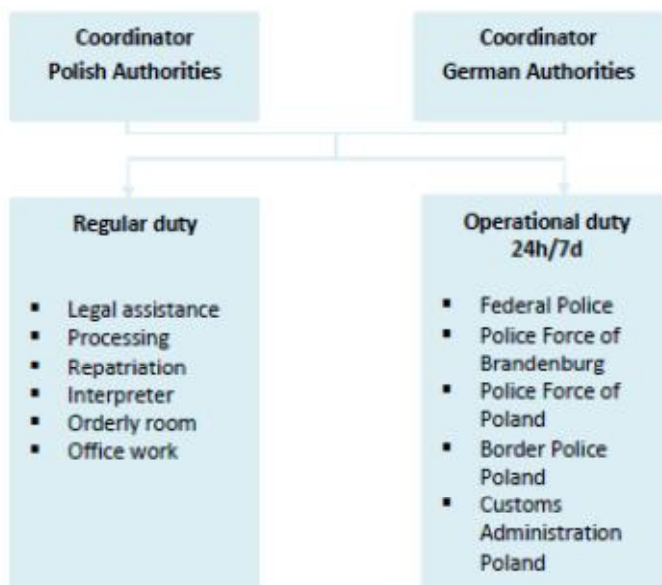 Coordinator
Polish Authorities
Coordinator
German Authorities
Regular duty
▪ Legal assistance
▪ Processing
▪ Repatriation
▪ Interpreter
▪ Orderly room
▪ Office work
Operational duty
24h/7d
▪ Federal Police
▪ Police Force of
Brandenburg
▪ Police Force of
Poland
▪ Border Police
Poland
▪ Customs
Administration
Poland